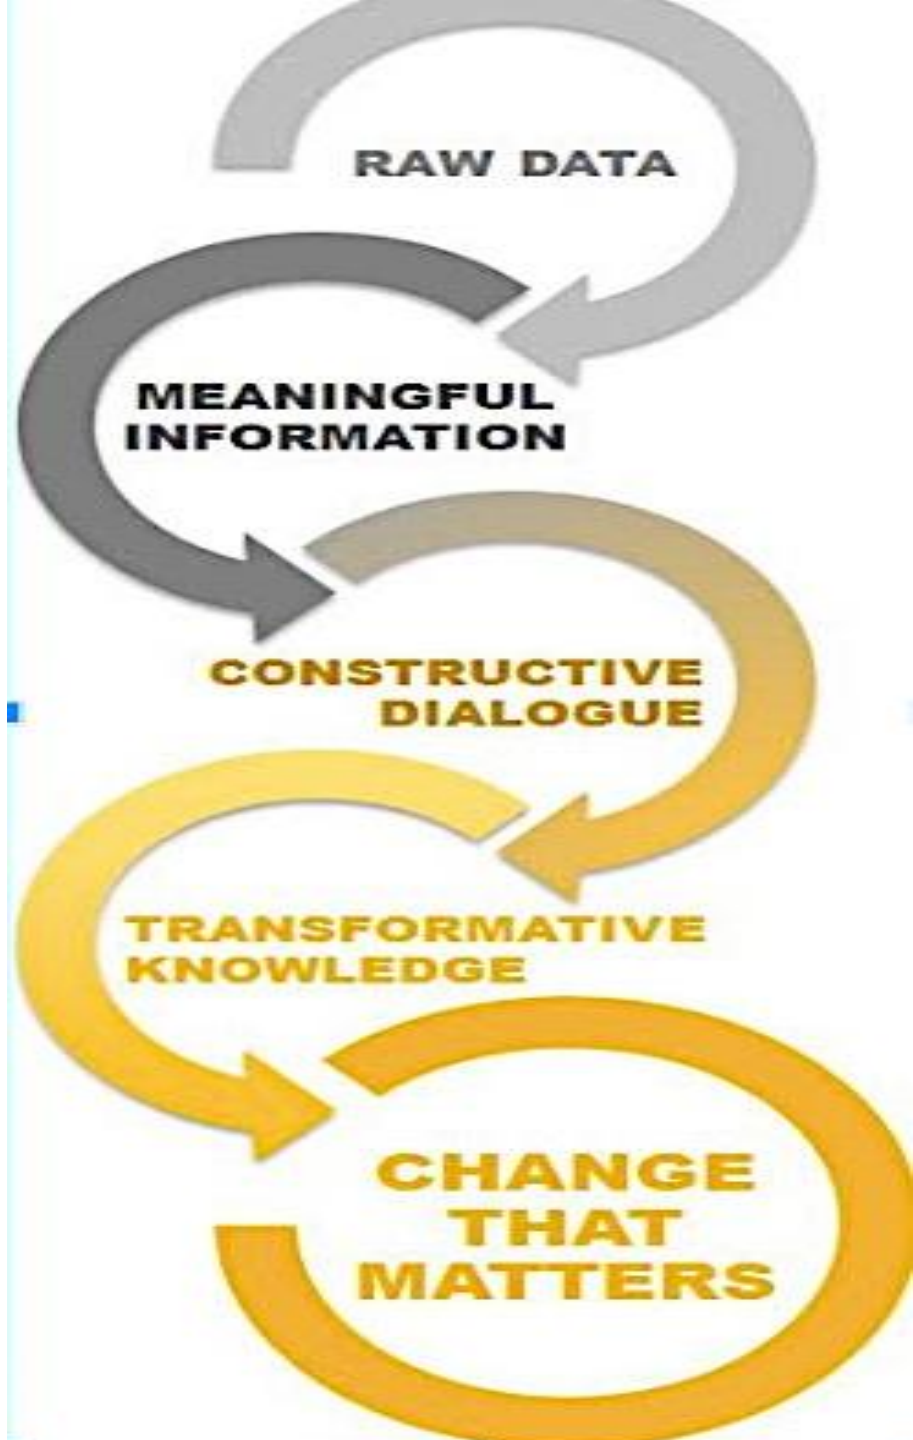 RAW DATA
MEANINGFUL
INFORMATION
CONSTRUCTIVE
DIALOGUE
TRANSFORMATIVE
KNOWLEDGE
CHANGE
THAT
MATTERS